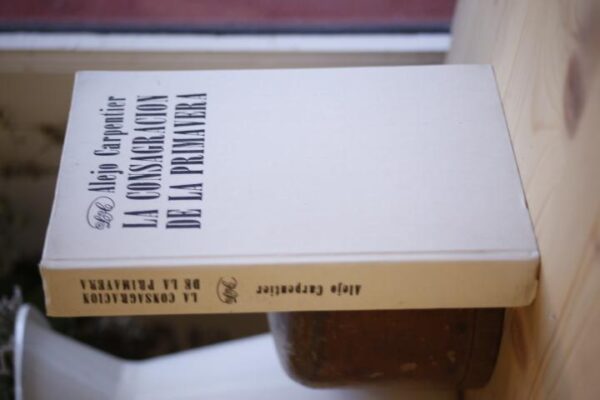 Alejo Carpentier
LA CONSAGRACION
DE LA PRIMAVERA
LA CONSAGRACION
DE LA PRIMAVERA
Alejo Carpentier